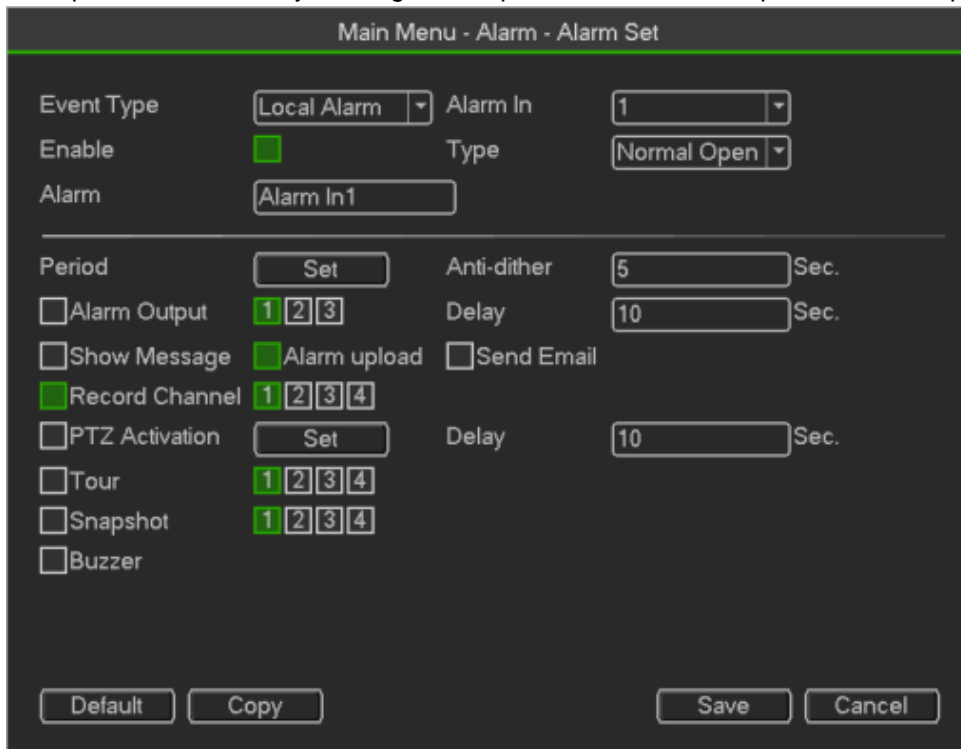 Main Menu - Alarm - Alarm Set
Event Type Local Alarm Alarm In 1
Enable Type Normal Open
Alarm Alarm In1
Period Set Anti-dither 5 Sec.
Alarm Output 1 2 3 Delay 10 Sec.
Show Message Alarm upload Send Email
Record Channel 1 2 3 4
PTZ Activation Set Delay 10 Sec.
Tour 1 2 3 4
Snapshot 1 2 3 4
Buzzer
Default Copy Save Cancel